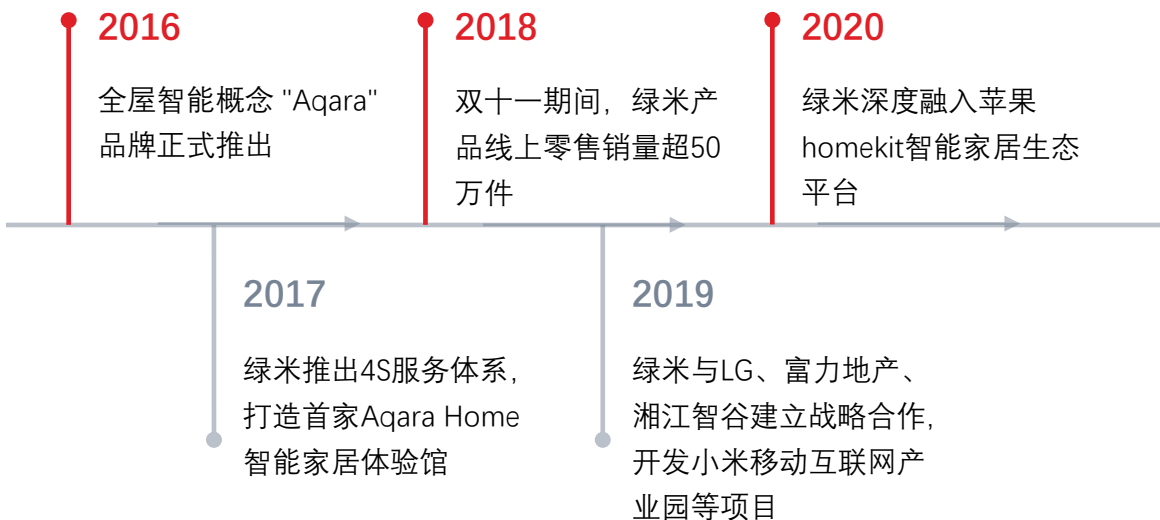 2016
全屋智能概念 "Aqara"
品牌正式推出
2018
双十一期间，绿米产
品线上零售销量超50
万件
2020
绿米深度融入苹果
homekit智能家居生态
平台
2017
绿米推出4S服务体系，
打造首家Aqara Home
智能家居体验馆
2019
绿米与LG、富力地产、
湘江智谷建立战略合作，
开发小米移动互联网产
业园等项目